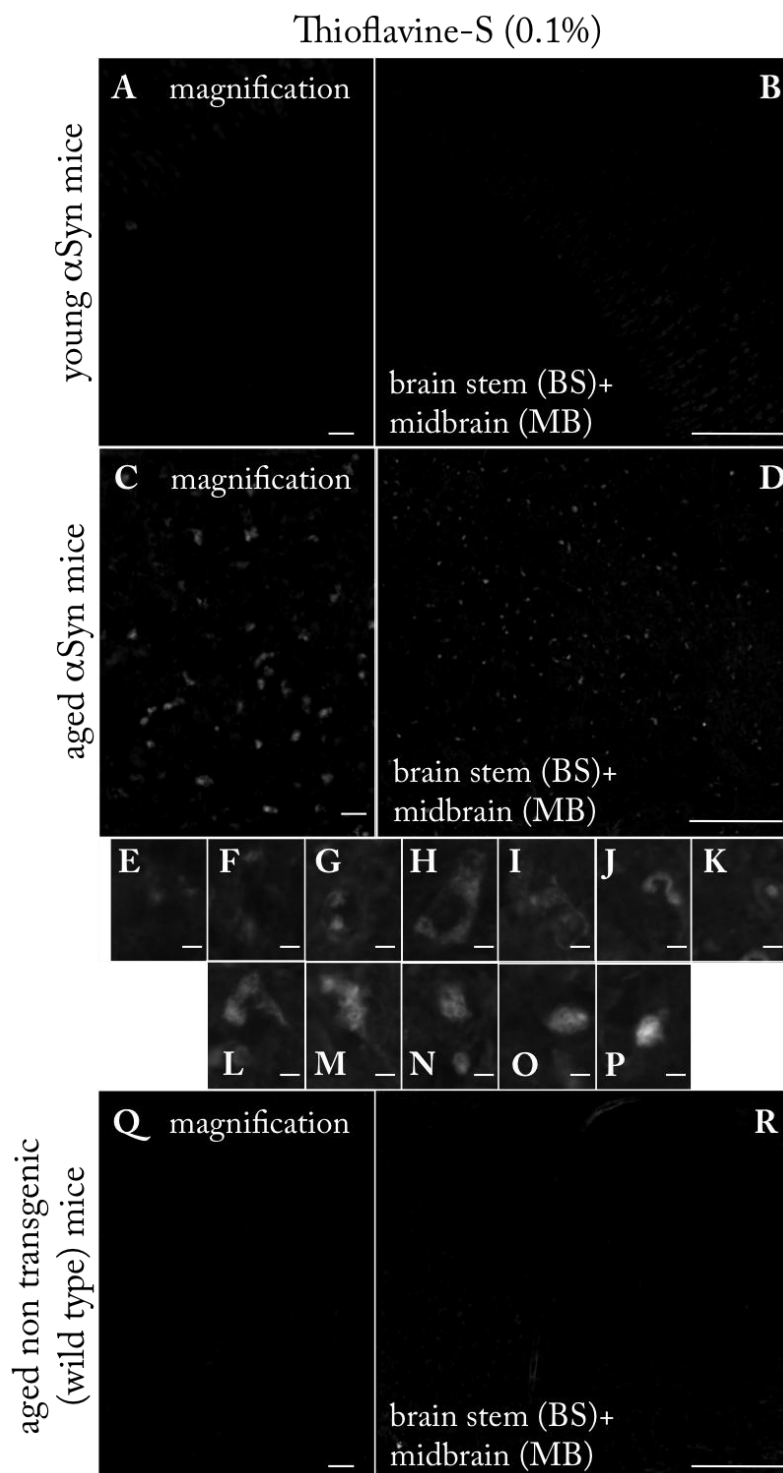 Thioflavine-S (0.1%)
young αSyn mice
A magnification
B
brain stem (BS)+
midbrain (MB)
aged αSyn mice
C magnification
D
brain stem (BS)+
midbrain (MB)
E F G H I J K
L M N O P
aged non transgenic
(wild type) mice
Q magnification
R
brain stem (BS)+
midbrain (MB)